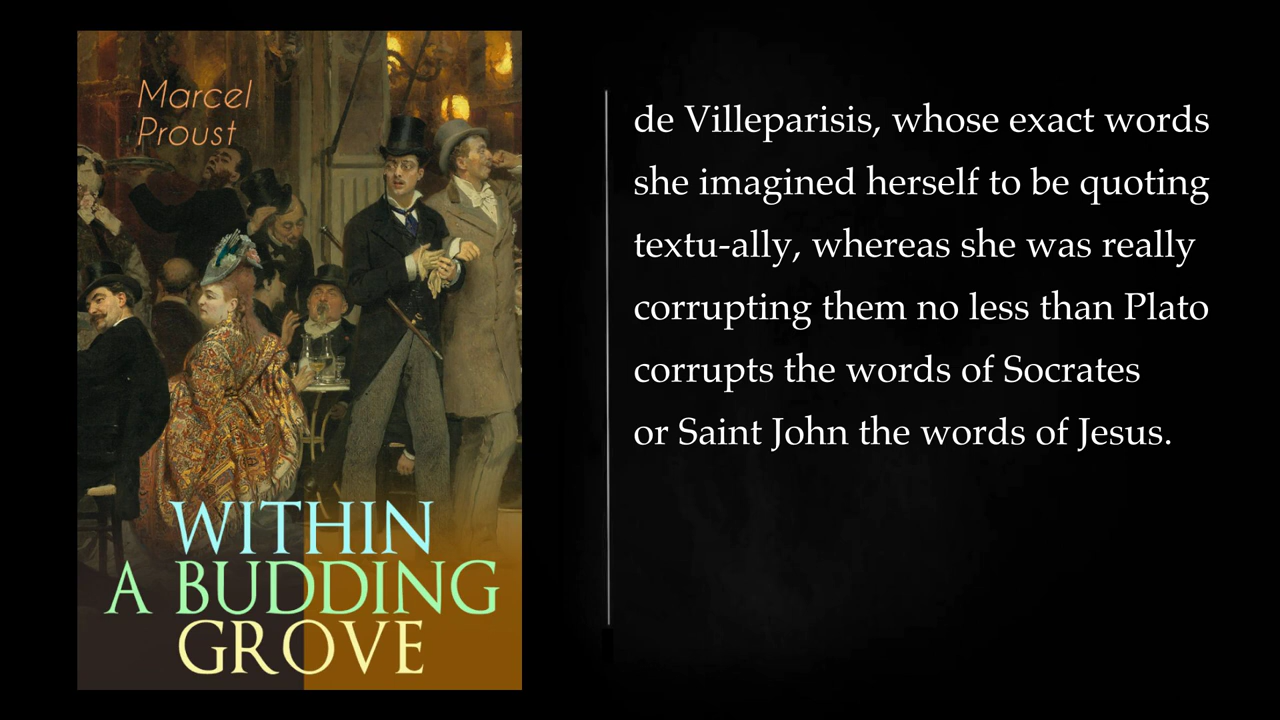 Marcel
Proust
WITHIN
A BUDDING
GROVE
de Villeparisis, whose exact words
she imagined herself to be quoting
textu-ally, whereas she was really
corrupting them no less than Plato
corrupts the words of Socrates
or Saint John the words of Jesus.